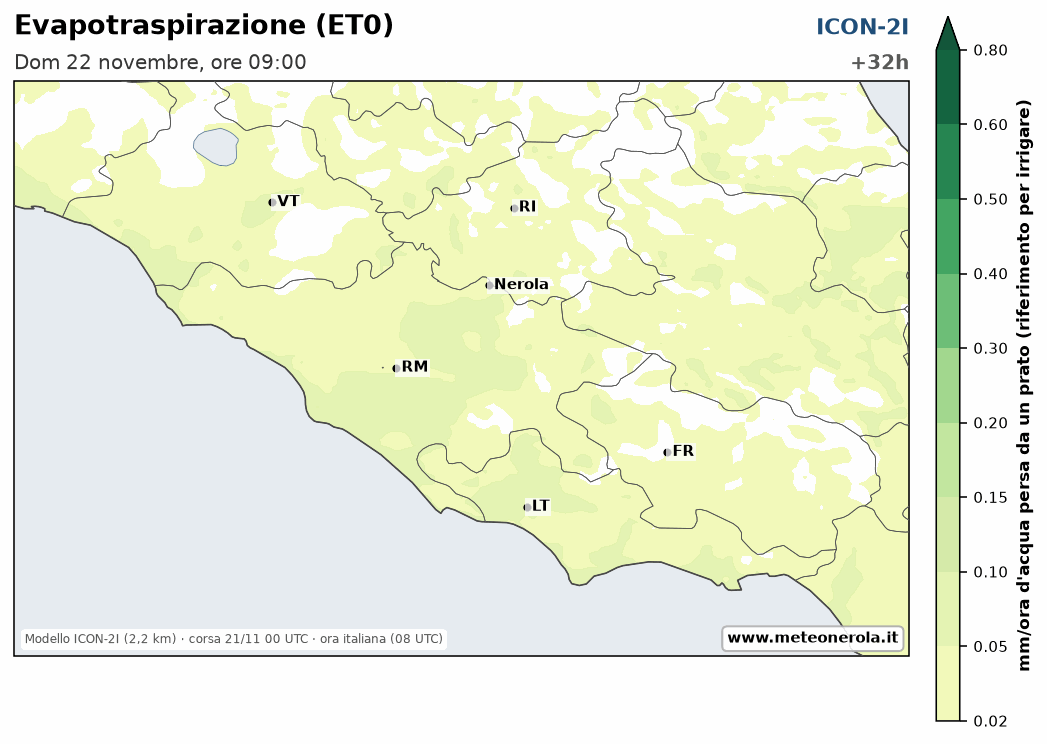 Evapotraspirazione (ET0)
ICON-2I
Dom 22 novembre, ore 09:00
+32h
VT
RI
Nerola
RM
FR
LT
Modello ICON-2I (2,2 km) · corsa 21/11 00 UTC · ora italiana (08 UTC)
www.meteonerola.it
0.80
0.60
0.50
0.40
0.30
0.20
0.15
0.10
0.05
0.02
mm/ora d'acqua persa da un prato (riferimento per irrigare)